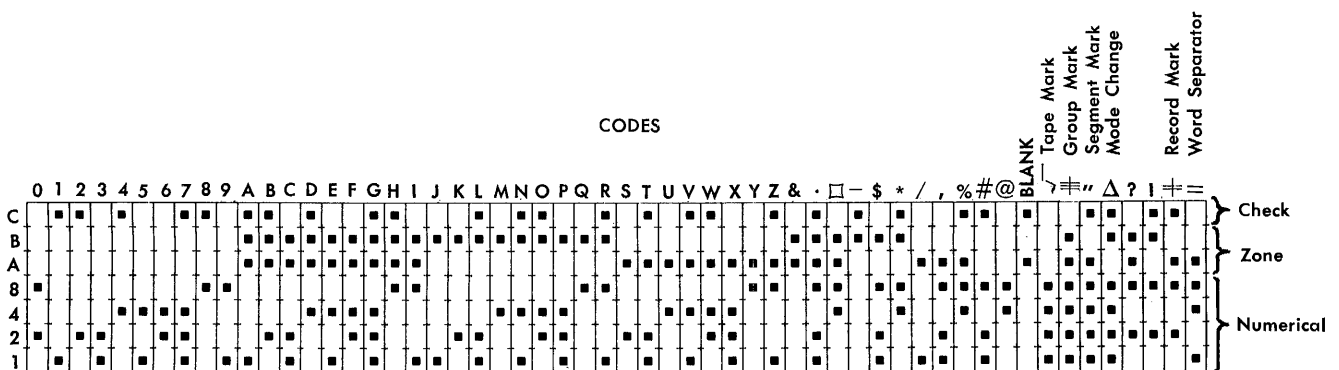 Tape Mark
Group Mark
Segment Mark
Mode Change
Record Mark
Word Separator
CODES
0 1 2 3 4 5 6 7 8 9 A B C D E F G H I J K L M N O P Q R S T U V W X Y Z & · ⌑ − $ * / , % # @ BLANK ⧵ ⯒ " Δ ? ! ⧧ =
C
B
A
8
4
2
1
Check
Zone
Numerical